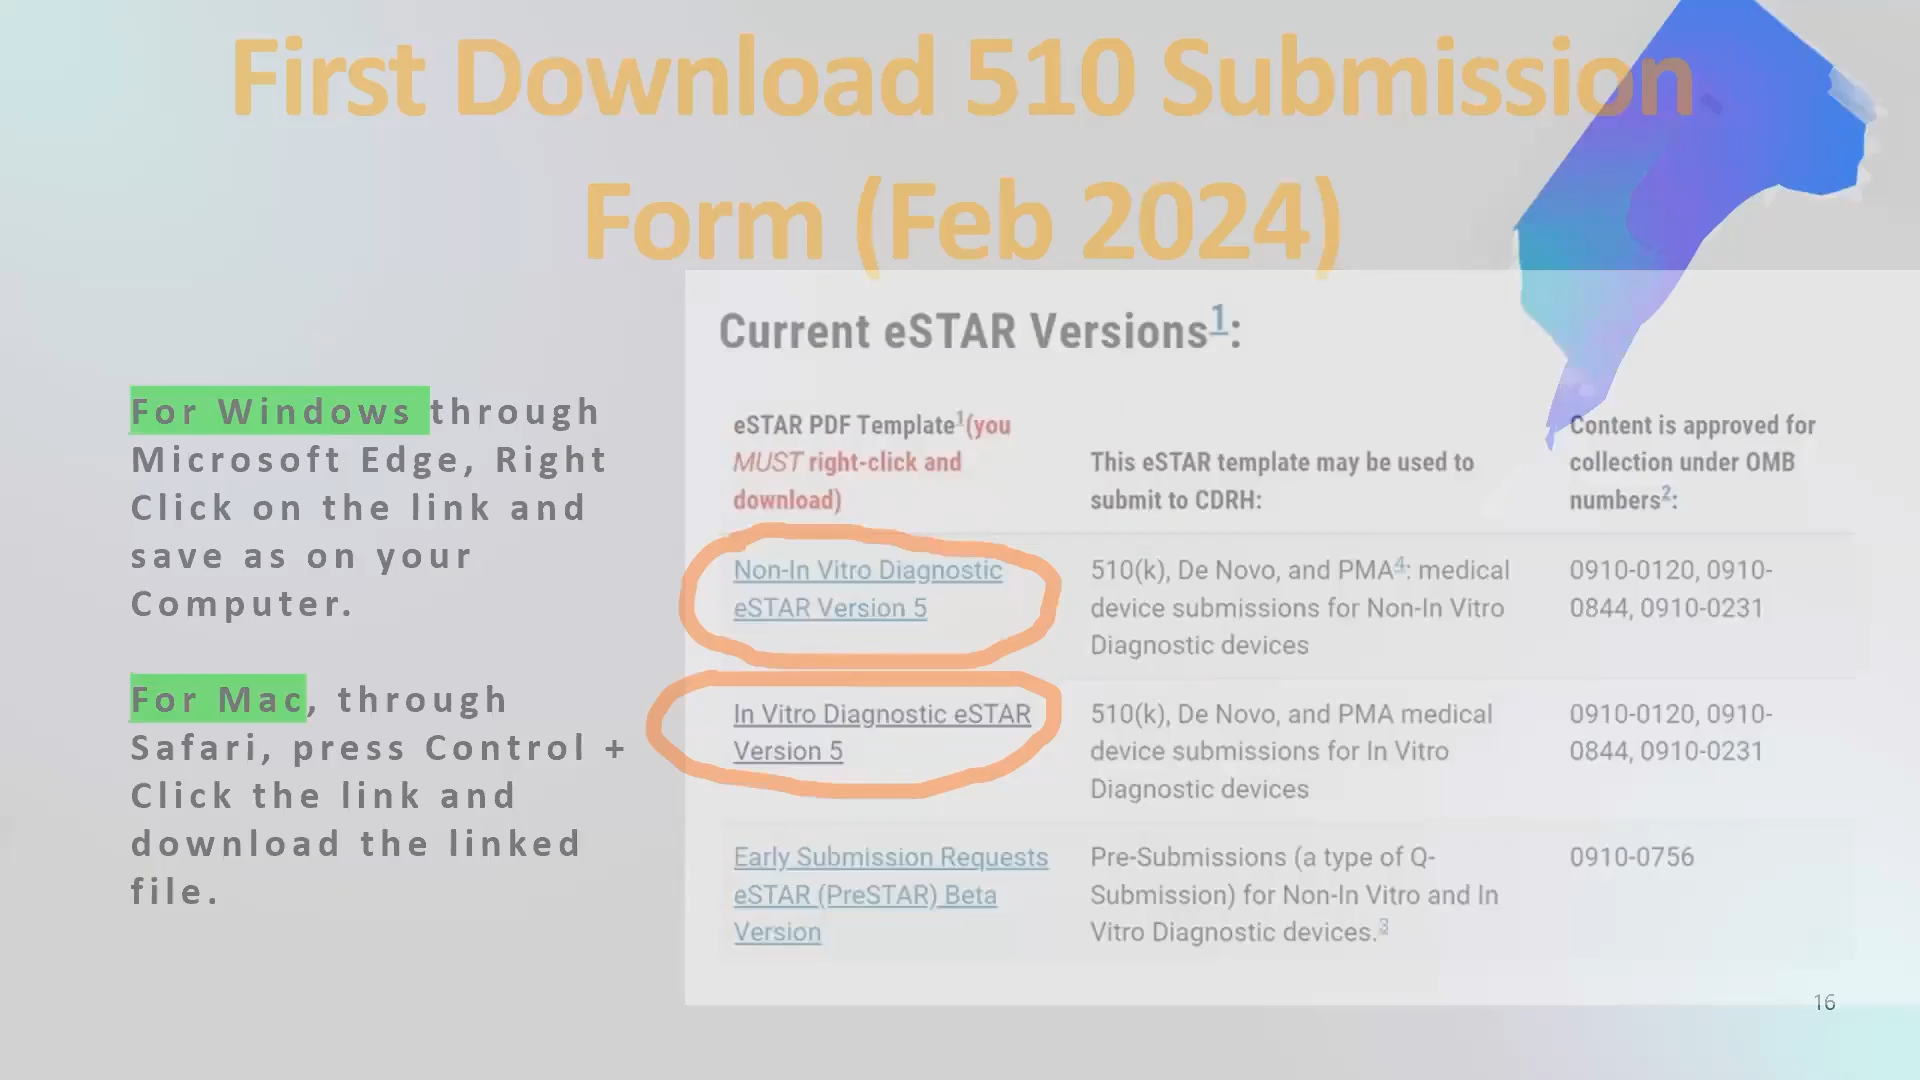 First Download 510 Submission
Form (Feb 2024)
For Windows through
Microsoft Edge, Right
Click on the link and
save as on your
Computer.
For Mac, through
Safari, press Control +
Click the link and
download the linked
file.
Current eSTAR Versions1:
eSTAR PDF Template1(you
MUST right-click and
download)
This eSTAR template may be used to
submit to CDRH:
Content is approved for
collection under OMB
numbers2:
Non-In Vitro Diagnostic
eSTAR Version 5
510(k), De Novo, and PMA4: medical
device submissions for Non-In Vitro
Diagnostic devices
0910-0120, 0910-
0844, 0910-0231
In Vitro Diagnostic eSTAR
Version 5
510(k), De Novo, and PMA medical
device submissions for In Vitro
Diagnostic devices
0910-0120, 0910-
0844, 0910-0231
Early Submission Requests
eSTAR (PreSTAR) Beta
Version
Pre-Submissions (a type of Q-
Submission) for Non-In Vitro and In
Vitro Diagnostic devices.3
0910-0756
16